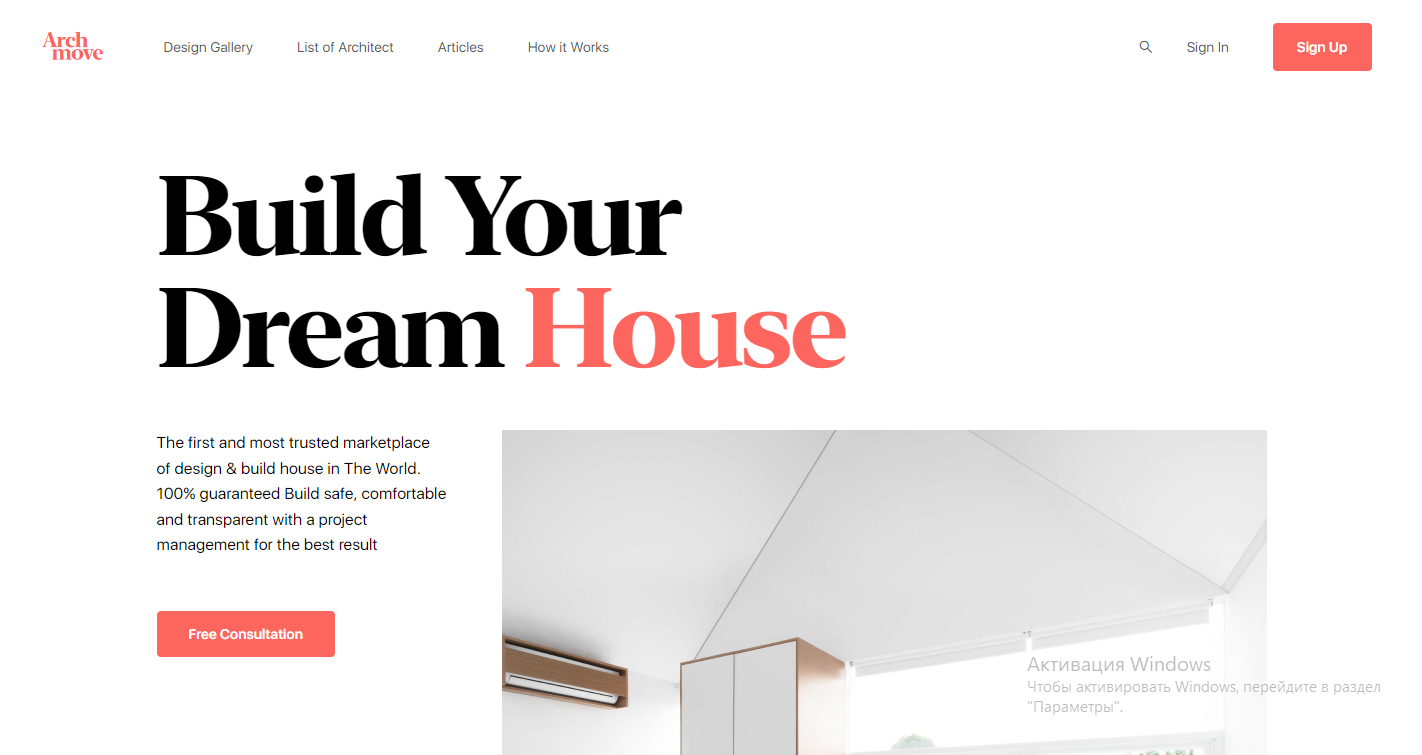 Arch
move
Design Gallery
List of Architect
Articles
How it Works
Sign In
Sign Up
Build Your
Dream House
The first and most trusted marketplace
of design & build house in The World.
100% guaranteed Build safe, comfortable
and transparent with a project
management for the best result
Free Consultation
Активация Windows
Чтобы активировать Windows, перейдите в раздел
"Параметры".